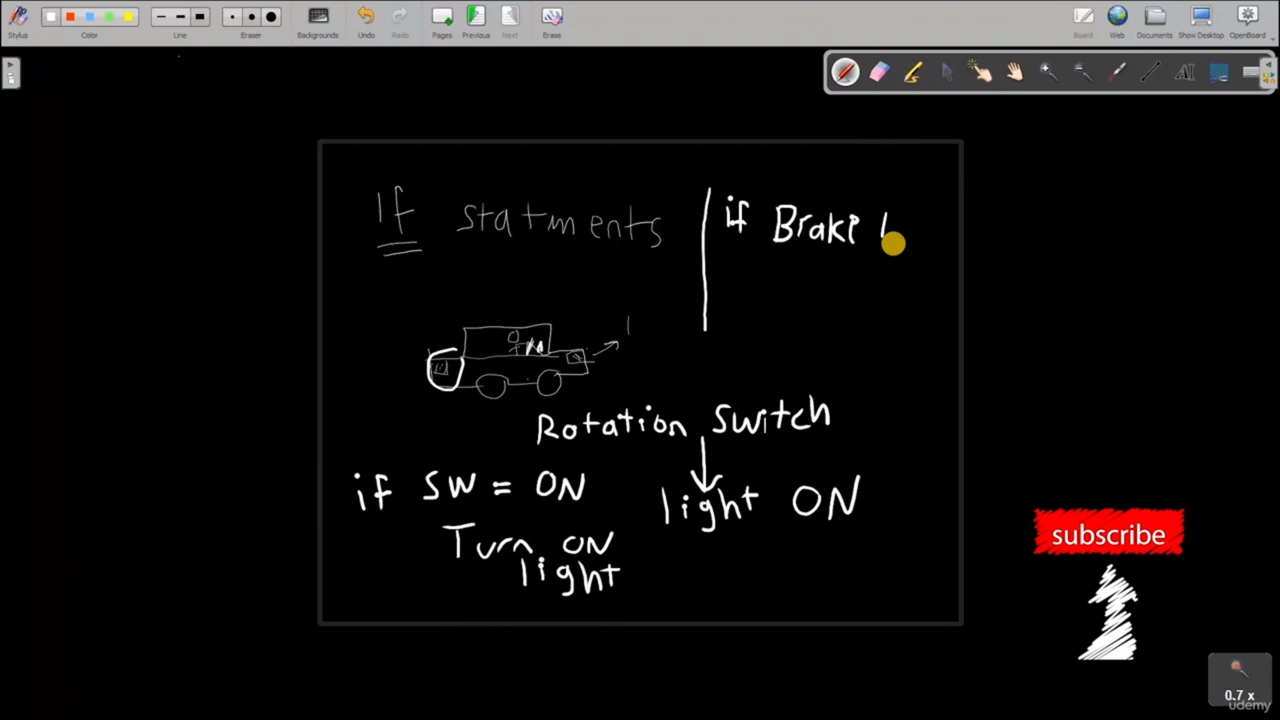 Stylus
Color
Line
Eraser
Backgrounds
Undo
Redo
Pages
Previous
Next
Erase
Board
Web
Documents
Show Desktop
OpenBoard
AI
If statments
if Brake
Rotation switch
if SW = ON
light ON
Turn ON
light
subscribe
0.7 x
udemy